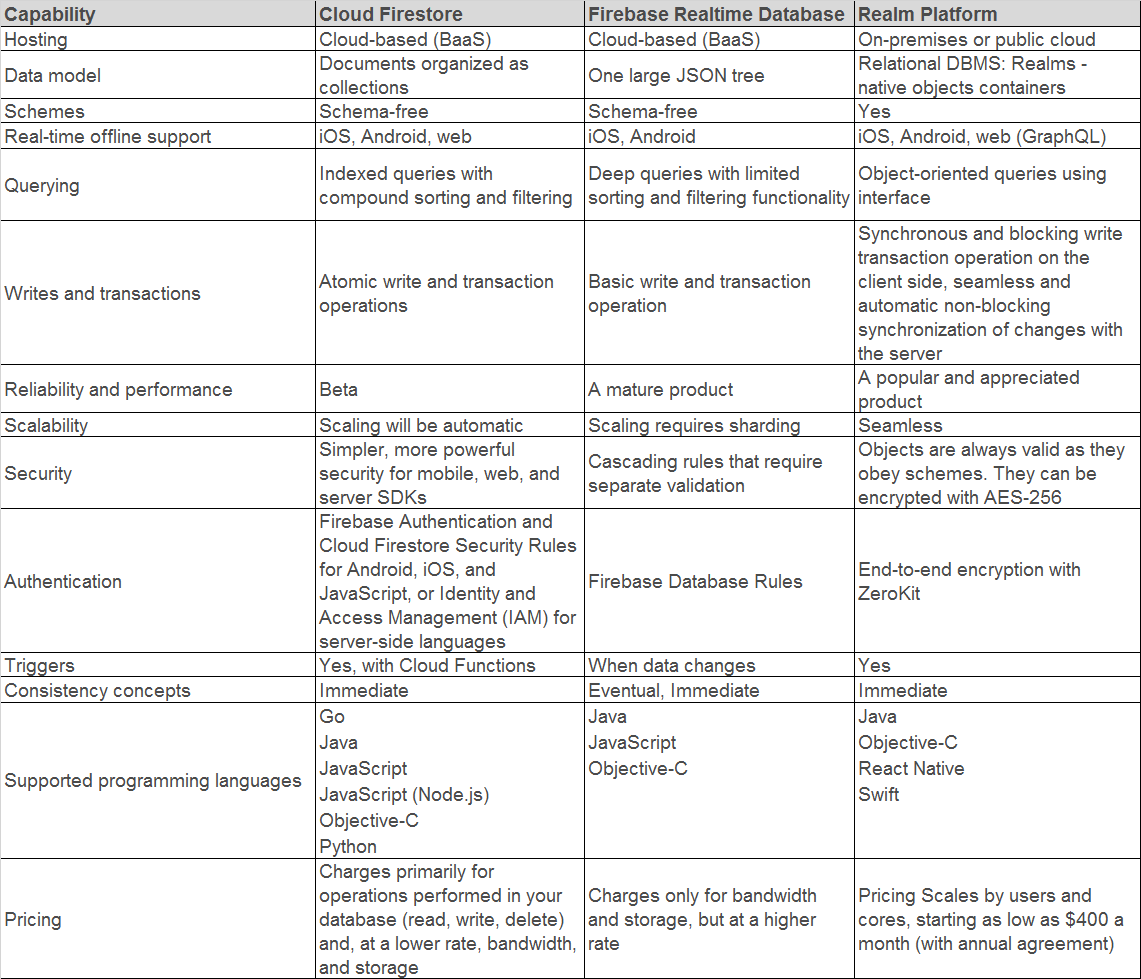 Capability
Cloud Firestore
Firebase Realtime Database
Realm Platform
Hosting
Cloud-based (BaaS)
Cloud-based (BaaS)
On-premises or public cloud
Data model
Documents organized as
collections
One large JSON tree
Relational DBMS: Realms -
native objects containers
Schemes
Schema-free
Schema-free
Yes
Real-time offline support
iOS, Android, web
iOS, Android
iOS, Android, web (GraphQL)
Querying
Indexed queries with
compound sorting and filtering
Deep queries with limited
sorting and filtering functionality
Object-oriented queries using
interface
Writes and transactions
Atomic write and transaction
operations
Basic write and transaction
operation
Synchronous and blocking write
transaction operation on the
client side, seamless and
automatic non-blocking
synchronization of changes with
the server
Reliability and performance
Beta
A mature product
A popular and appreciated
product
Scalability
Scaling will be automatic
Scaling requires sharding
Seamless
Security
Simpler, more powerful
security for mobile, web, and
server SDKs
Cascading rules that require
separate validation
Objects are always valid as they
obey schemes. They can be
encrypted with AES-256
Authentication
Firebase Authentication and
Cloud Firestore Security Rules
for Android, iOS, and
JavaScript, or Identity and
Access Management (IAM) for
server-side languages
Firebase Database Rules
End-to-end encryption with
ZeroKit
Triggers
Yes, with Cloud Functions
When data changes
Yes
Consistency concepts
Immediate
Eventual, Immediate
Immediate
Supported programming languages
Go
Java
JavaScript
JavaScript (Node.js)
Objective-C
Python
Java
JavaScript
Objective-C
Java
Objective-C
React Native
Swift
Pricing
Charges primarily for
operations performed in your
database (read, write, delete)
and, at a lower rate, bandwidth,
and storage
Charges only for bandwidth
and storage, but at a higher
rate
Pricing Scales by users and
cores, starting as low as $400 a
month (with annual agreement)